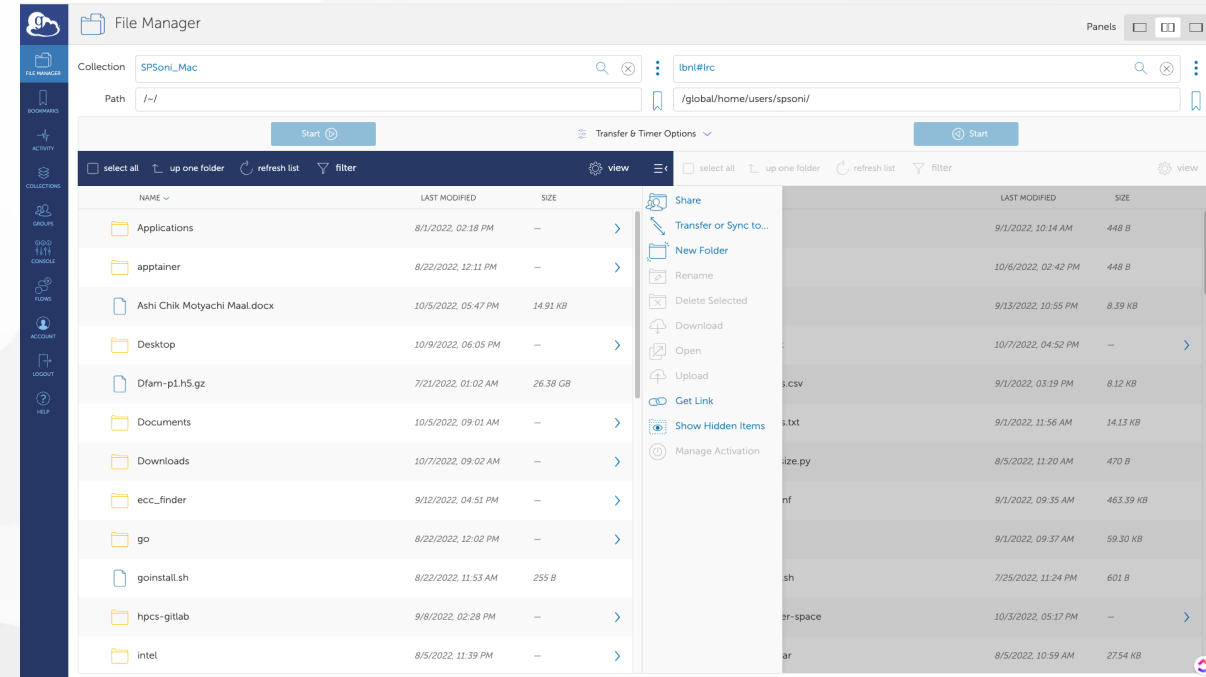 File Manager
Panels
FILE MANAGER
BOOKMARKS
ACTIVITY
COLLECTIONS
GROUPS
CONSOLE
FLOWS
ACCOUNT
LOGOUT
HELP
Collection SPSoni_Mac lbnl#lrc
Path /~/ /global/home/users/spsoni/
Start Transfer & Timer Options Start
select all up one folder refresh list filter view select all up one folder refresh list filter view
NAME LAST MODIFIED SIZE LAST MODIFIED SIZE
Share
Transfer or Sync to...
New Folder
Rename
Delete Selected
Download
Open
Upload
Get Link
Show Hidden Items
Manage Activation
Applications 8/1/2022, 02:18 PM — 9/1/2022, 10:14 AM 448 B
apptainer 8/22/2022, 12:11 PM — 10/6/2022, 02:42 PM 448 B
Ashi Chik Motyachi Maal.docx 10/5/2022, 05:47 PM 14.91 KB 9/13/2022, 10:55 PM 8.39 KB
Desktop 10/9/2022, 06:05 PM — 10/7/2022, 04:52 PM —
Dfam-p1.h5.gz 7/21/2022, 01:02 AM 26.38 GB s.csv 9/1/2022, 03:19 PM 8.12 KB
Documents 10/5/2022, 09:01 AM — s.txt 9/1/2022, 11:56 AM 14.13 KB
Downloads 10/7/2022, 09:02 AM — ize.py 8/5/2022, 11:20 AM 470 B
ecc_finder 9/12/2022, 04:51 PM — nf 9/1/2022, 09:35 AM 463.39 KB
go 8/22/2022, 12:02 PM — 9/1/2022, 09:37 AM 59.30 KB
goinstall.sh 8/22/2022, 11:53 AM 255 B sh 7/25/2022, 11:24 PM 601 B
hpcs-gitlab 9/8/2022, 02:28 PM — er-space 10/3/2022, 05:17 PM —
intel 8/5/2022, 11:39 PM — ar 8/5/2022, 10:59 AM 27.54 KB